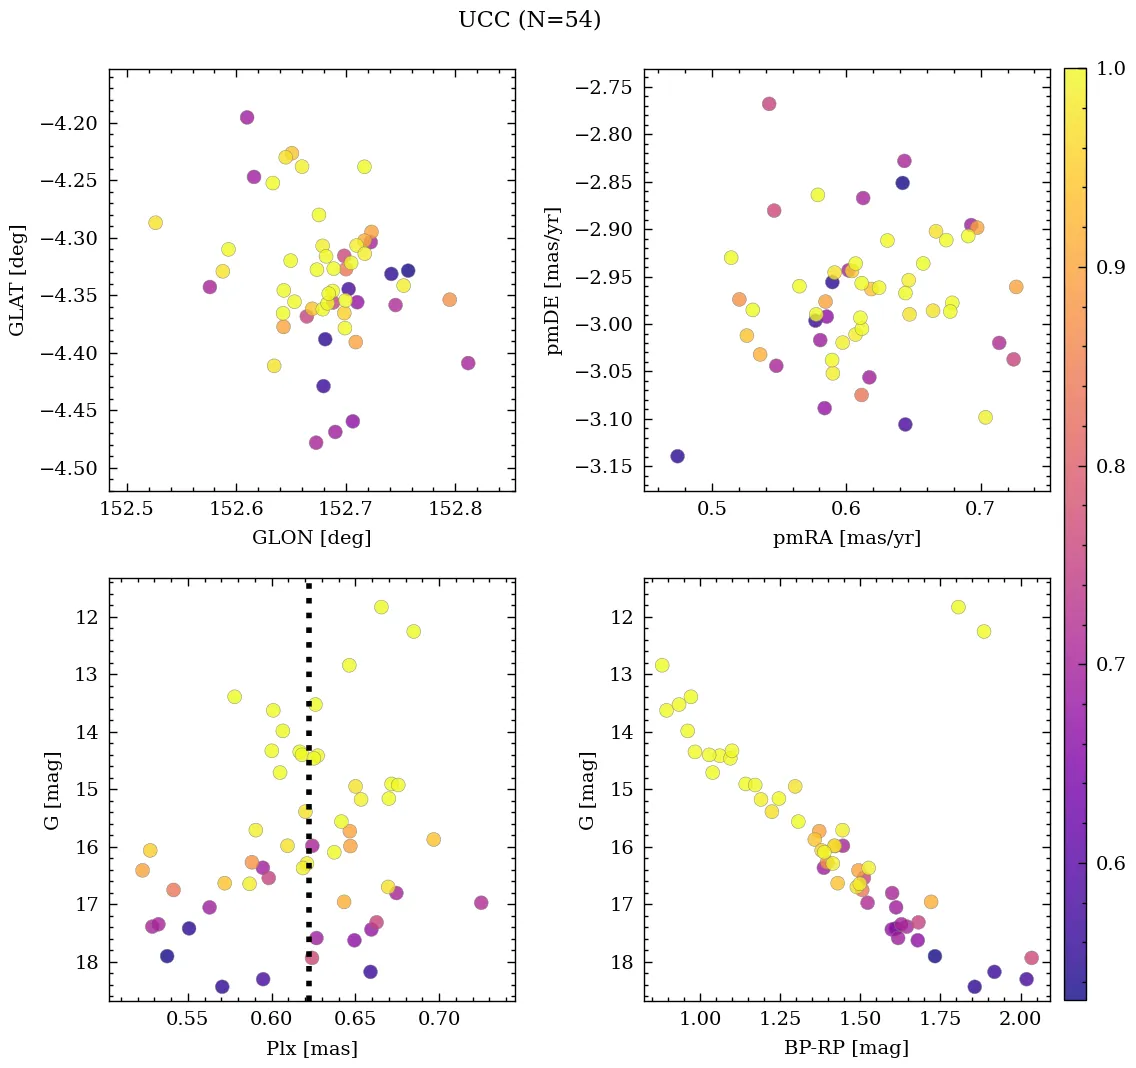 UCC (N=54)
−4.20
−4.25
−4.30
−4.35
−4.40
−4.45
−4.50
GLAT [deg]
152.5 152.6 152.7 152.8
GLON [deg]
−2.75
−2.80
−2.85
−2.90
−2.95
−3.00
−3.05
−3.10
−3.15
pmDE [mas/yr]
0.5 0.6 0.7
pmRA [mas/yr]
1.0
0.9
0.8
0.7
0.6
12
13
14
15
16
17
18
G [mag]
0.55 0.60 0.65 0.70
Plx [mas]
12
13
14
15
16
17
18
G [mag]
1.00 1.25 1.50 1.75 2.00
BP-RP [mag]